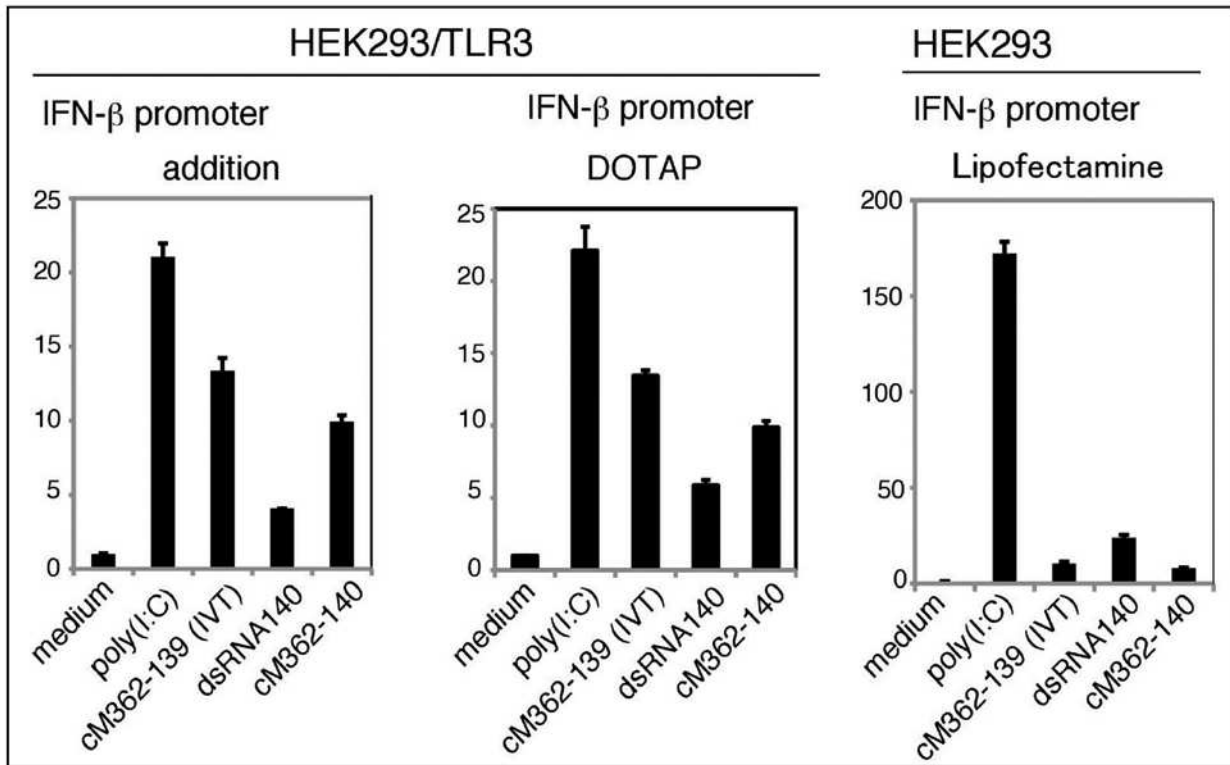 HEK293/TLR3
HEK293
IFN-β promoter
IFN-β promoter
IFN-β promoter
addition
DOTAP
Lipofectamine
25
20
15
10
5
0
medium
poly(I:C)
cM362-139 (IVT)
dsRNA140
cM362-140
25
20
15
10
5
0
medium
poly(I:C)
cM362-139 (IVT)
dsRNA140
cM362-140
200
150
100
50
0
medium
poly(I:C)
cM362-139 (IVT)
dsRNA140
cM362-140